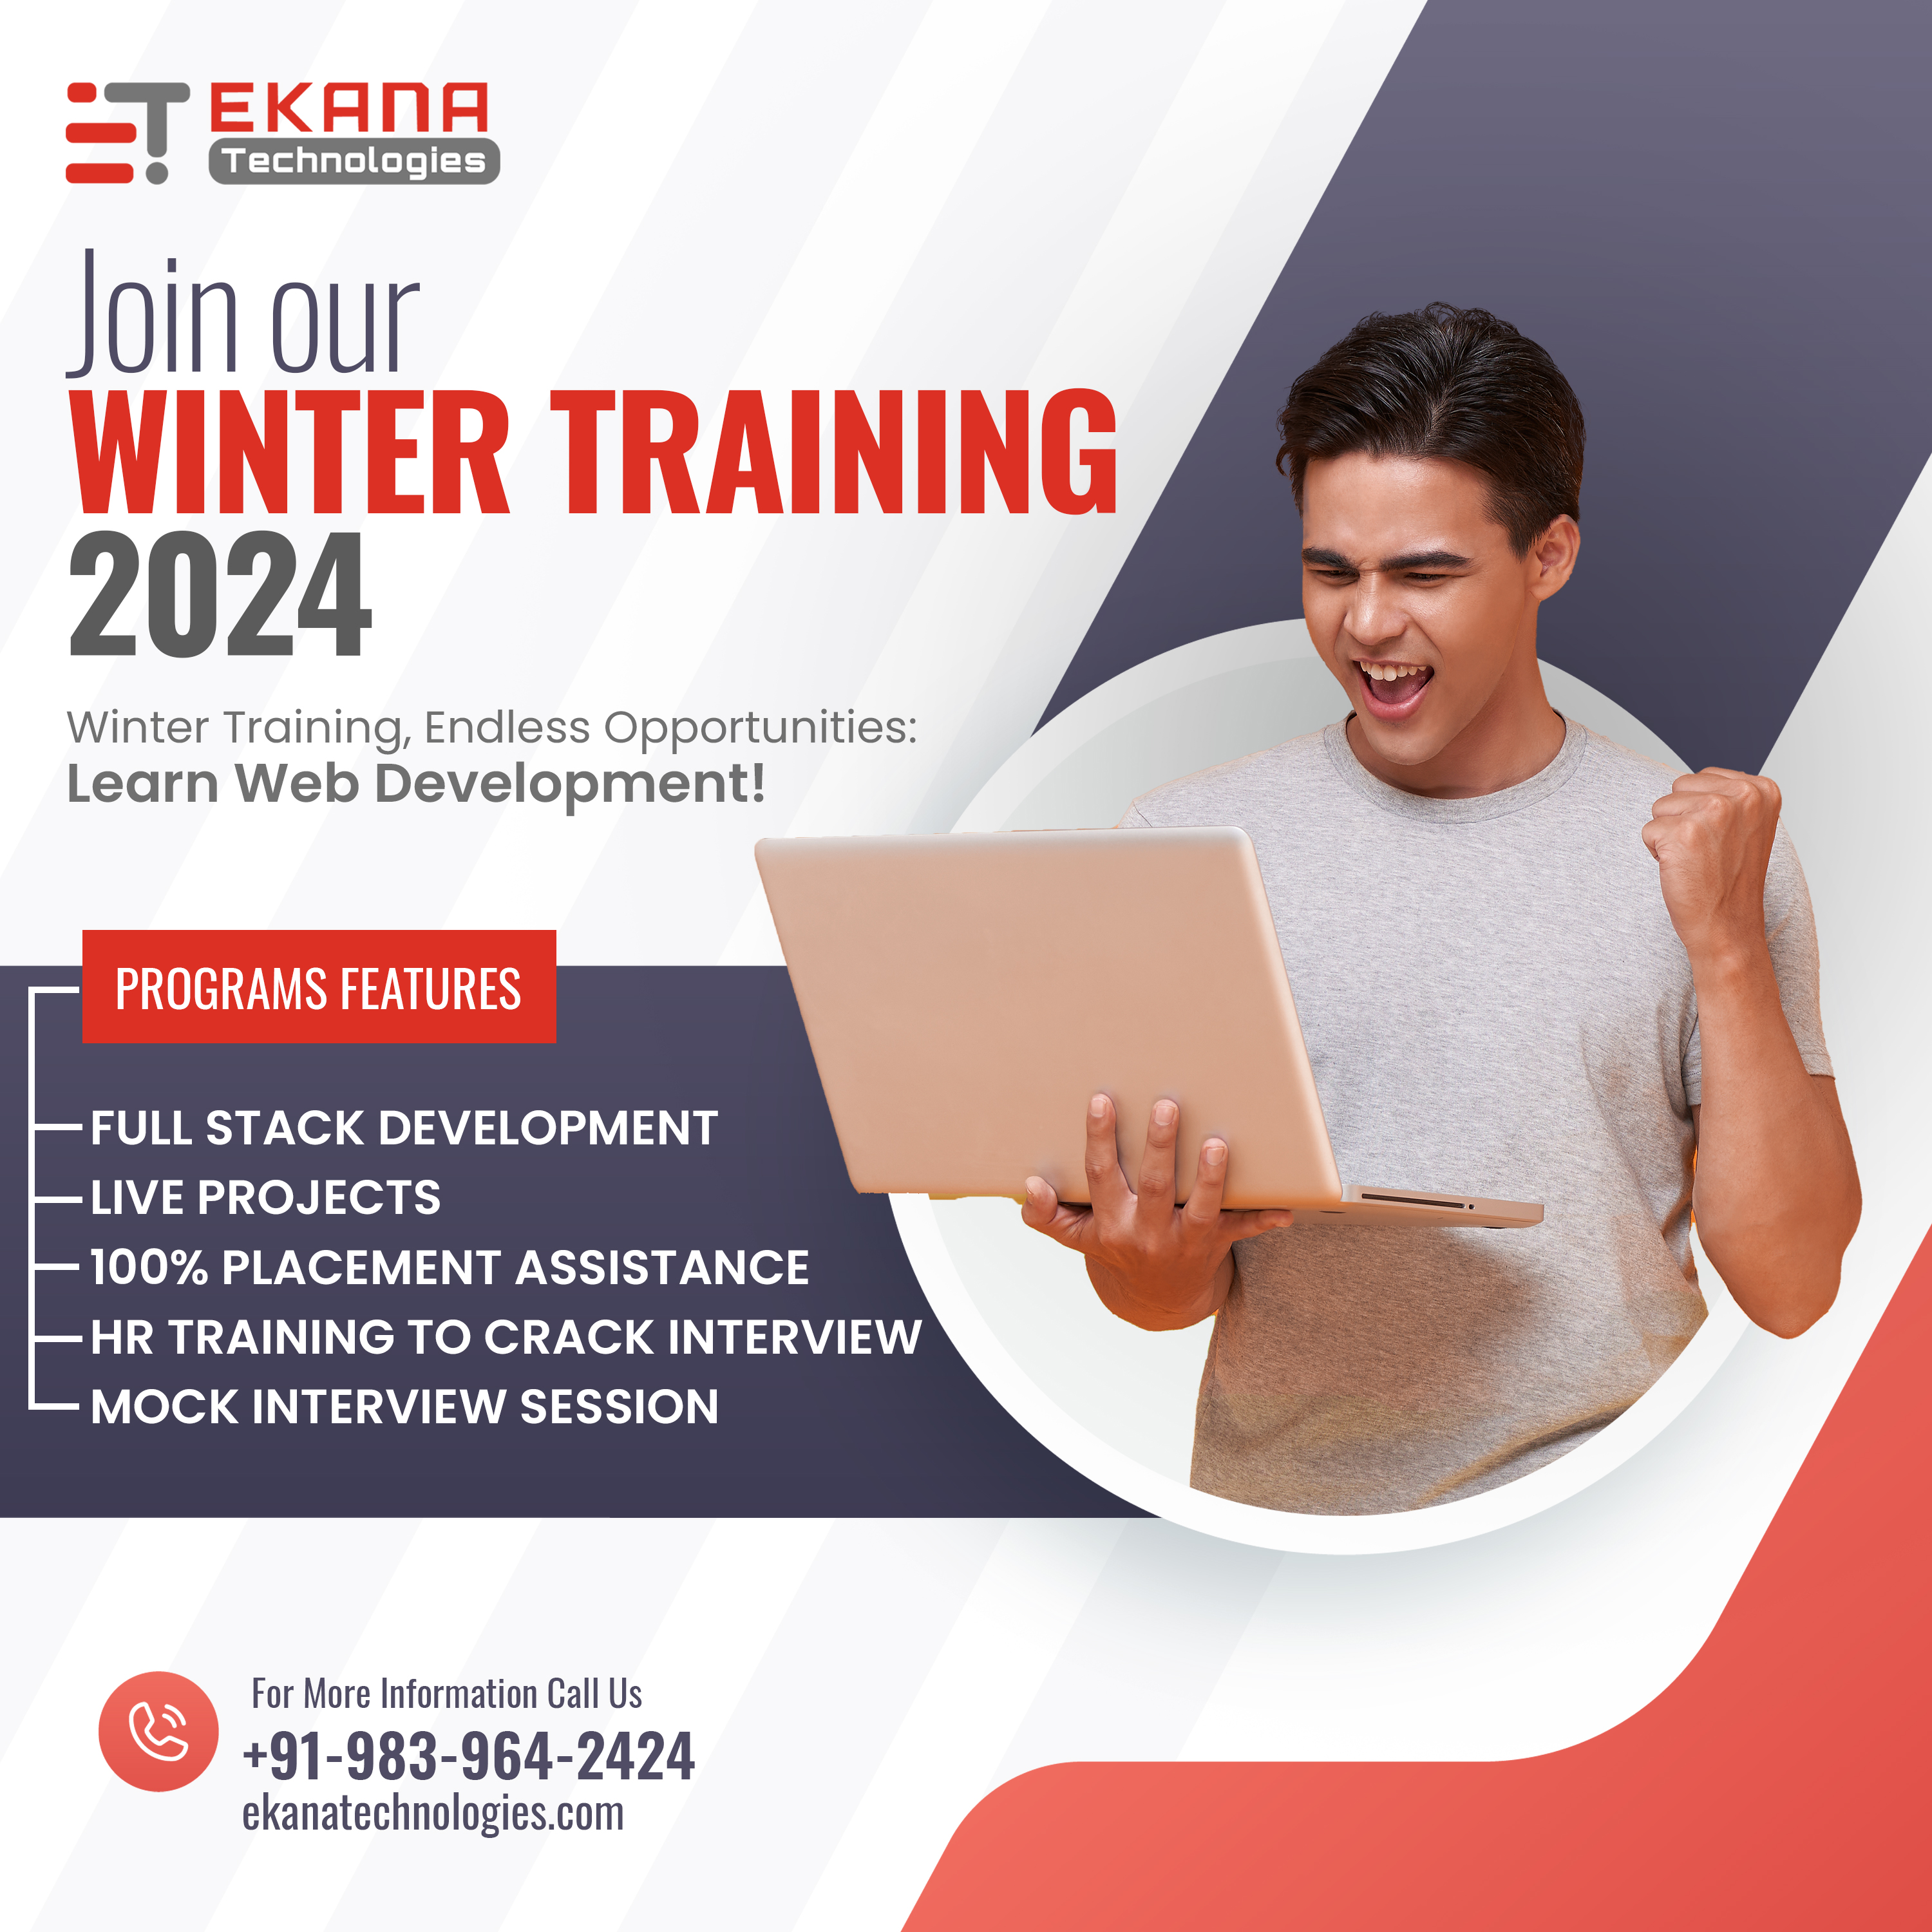 EKANA
Technologies
Join our
WINTER TRAINING
2024
Winter Training, Endless Opportunities:
Learn Web Development!
PROGRAMS FEATURES
FULL STACK DEVELOPMENT
LIVE PROJECTS
100% PLACEMENT ASSISTANCE
HR TRAINING TO CRACK INTERVIEW
MOCK INTERVIEW SESSION
For More Information Call Us
+91-983-964-2424
ekanatechnologies.com